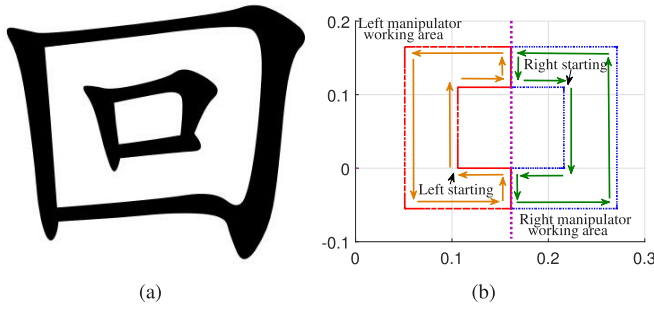 回
(a)
0.2
0.1
0
-0.1
0
0.1
0.2
0.3
Left manipulator
working area
Right starting
Left starting
Right manipulator
working area
(b)